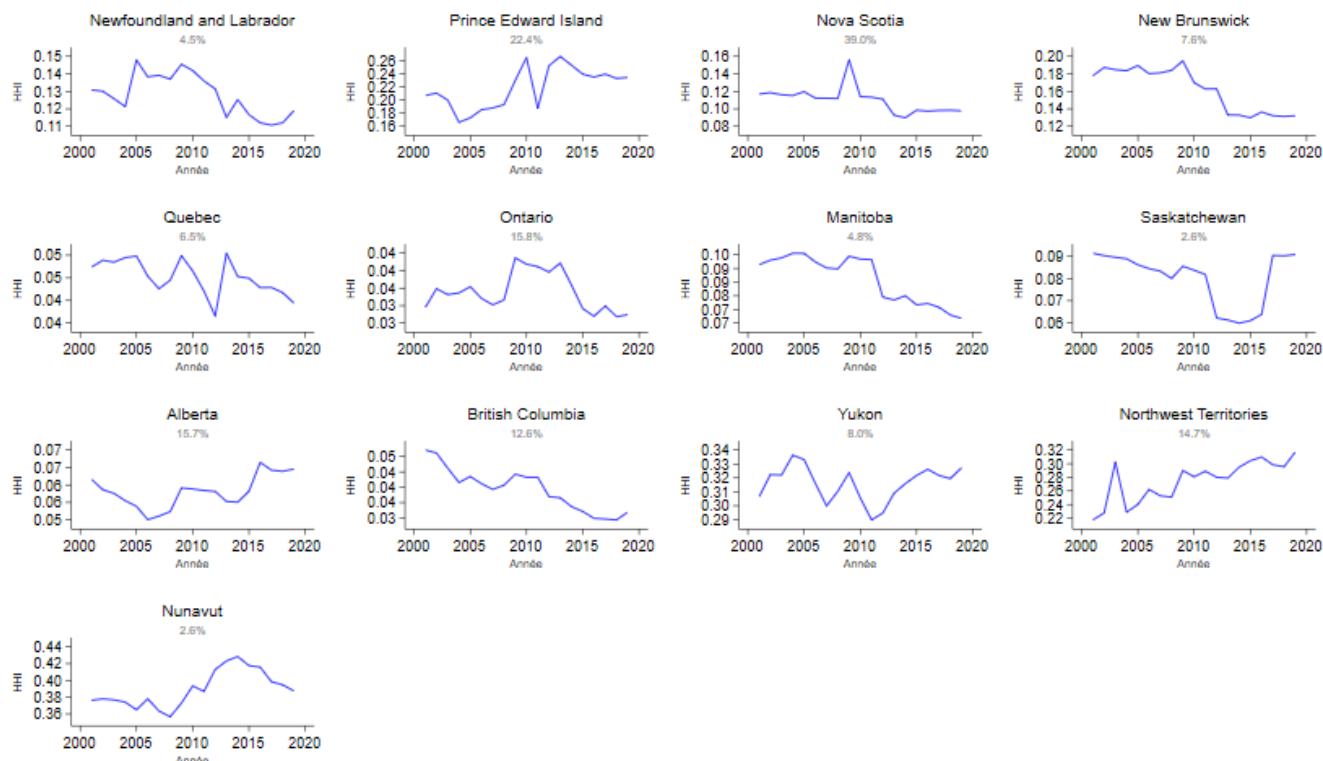 Newfoundland and Labrador
4.5%
0.15
0.14
0.13
0.12
0.11
HHI
2000 2005 2010 2015 2020
Année
Prince Edward Island
22.4%
0.26
0.24
0.22
0.20
0.18
0.16
HHI
2000 2005 2010 2015 2020
Année
Nova Scotia
39.0%
0.16
0.14
0.12
0.10
0.08
HHI
2000 2005 2010 2015 2020
Année
New Brunswick
7.6%
0.20
0.18
0.16
0.14
0.12
HHI
2000 2005 2010 2015 2020
Année
Quebec
6.5%
0.05
0.05
0.04
0.04
HHI
2000 2005 2010 2015 2020
Année
Ontario
15.8%
0.04
0.04
0.04
0.03
0.03
HHI
2000 2005 2010 2015 2020
Année
Manitoba
4.8%
0.10
0.09
0.09
0.08
0.07
0.07
HHI
2000 2005 2010 2015 2020
Année
Saskatchewan
2.6%
0.09
0.08
0.07
0.06
HHI
2000 2005 2010 2015 2020
Année
Alberta
15.7%
0.07
0.07
0.06
0.06
0.05
HHI
2000 2005 2010 2015 2020
Année
British Columbia
12.6%
0.05
0.04
0.04
0.04
0.03
HHI
2000 2005 2010 2015 2020
Année
Yukon
8.0%
0.34
0.33
0.32
0.31
0.30
0.29
HHI
2000 2005 2010 2015 2020
Année
Northwest Territories
14.7%
0.32
0.30
0.28
0.26
0.24
0.22
HHI
2000 2005 2010 2015 2020
Année
Nunavut
2.6%
0.44
0.42
0.40
0.38
0.36
HHI
2000 2005 2010 2015 2020
Année